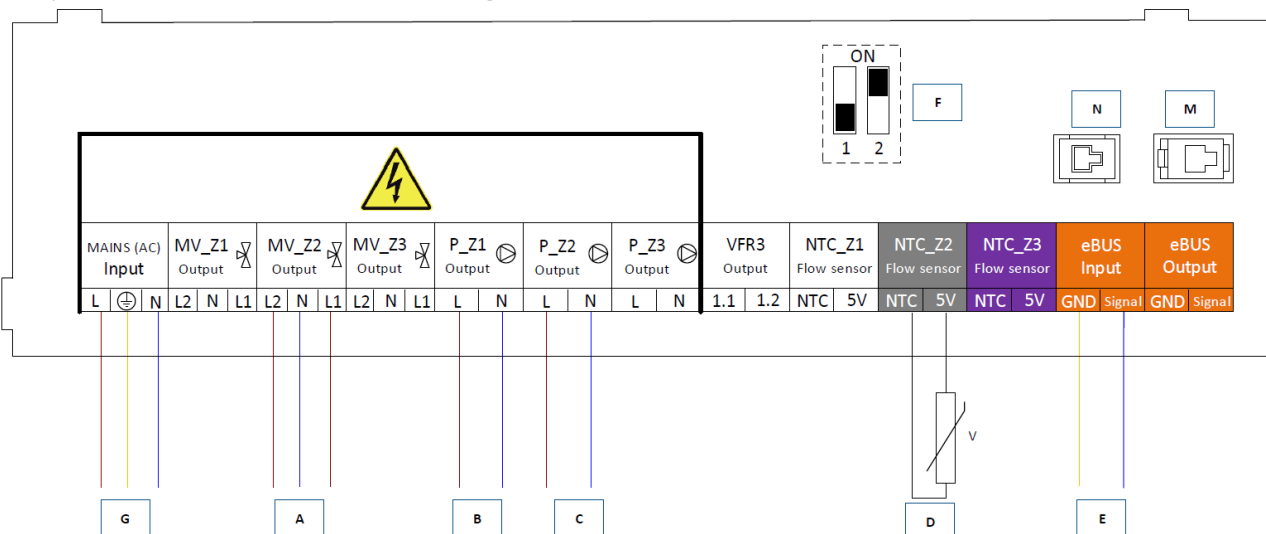 ON
1 2
F
N
M
MAINS (AC) MV_Z1 MV_Z2 MV_Z3 P_Z1 P_Z2 P_Z3 VFR3 NTC_Z1 NTC_Z2 NTC_Z3 eBUS eBUS
Input Output Output Output Output Output Output Output Flow sensor Flow sensor Flow sensor Input Output
L N L2 N L1 L2 N L1 L2 N L1 L N L N L N 1.1 1.2 NTC 5V NTC 5V NTC 5V GND Signal GND Signal
V
G
A
B
C
D
E